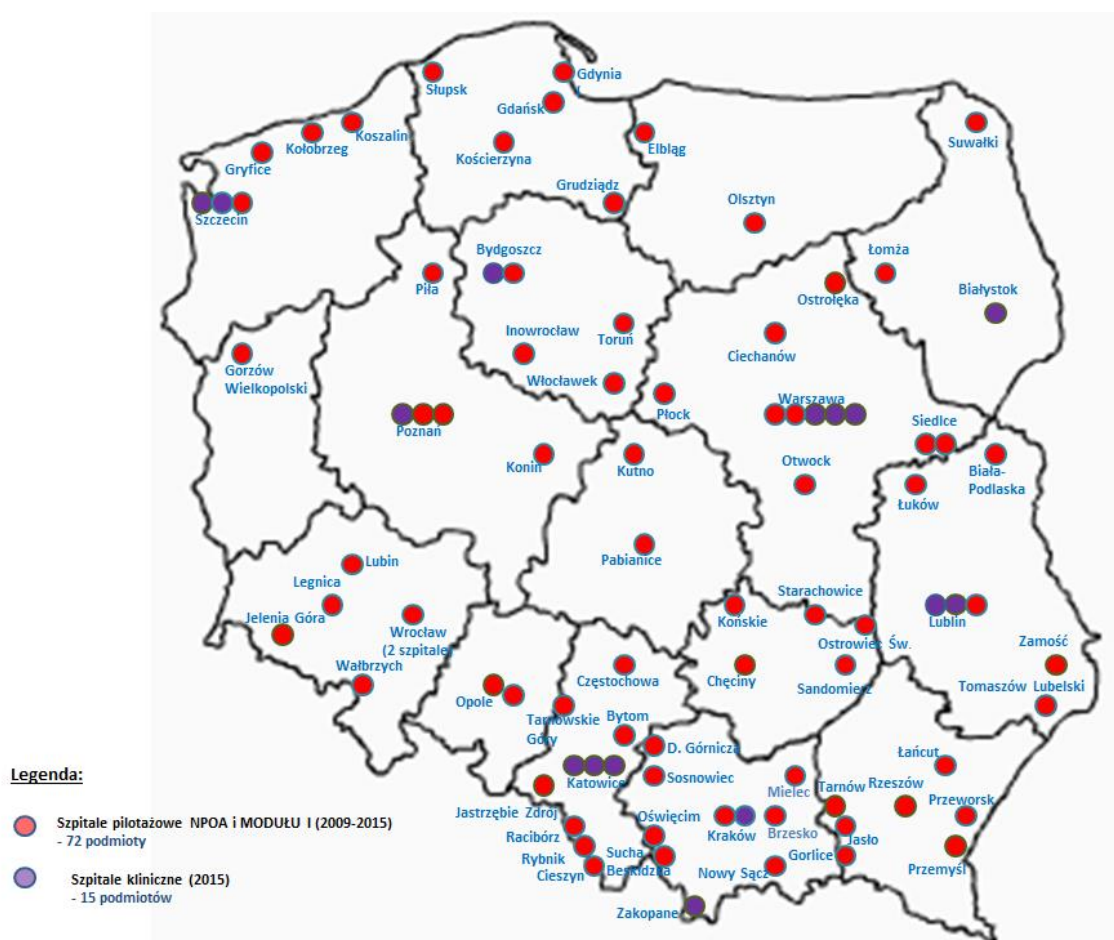 Słupsk
Gdynia
Gdańsk
Koszalin
Kołobrzeg
Gryfice
Kościerzyna
Elbląg
Suwałki
Grudziądz
Szczecin
Olsztyn
Bydgoszcz
Piła
Łomża
Ostrołęka
Białystok
Inowrocław
Toruń
Ciechanów
Gorzów
Wielkopolski
Włocławek
Płock
Warszawa
Poznań
Siedlce
Konin
Kutno
Otwock
Biała-
Podlaska
Łuków
Pabianice
Lubin
Legnica
Jelenia Góra
Wrocław
(2 szpitale)
Wałbrzych
Starachowice
Końskie
Ostrowiec Św.
Lublin
Zamość
Chęciny
Sandomierz
Tomaszów
Lubelski
Częstochowa
Opole
Tarnowskie
Góry
Bytom
D. Górnicza
Sosnowiec
Katowice
Łańcut
Mielec
Tarnów
Rzeszów
Przeworsk
Jastrzębie Zdrój
Oświęcim
Kraków
Brzesko
Jasło
Racibórz
Rybnik
Cieszyn
Sucha
Beskidzka
Nowy Sącz
Gorlice
Przemyśl
Zakopane
Legenda:
Szpitale pilotażowe NPOA i MODUŁU I (2009-2015)
- 72 podmioty
Szpitale kliniczne (2015)
- 15 podmiotów